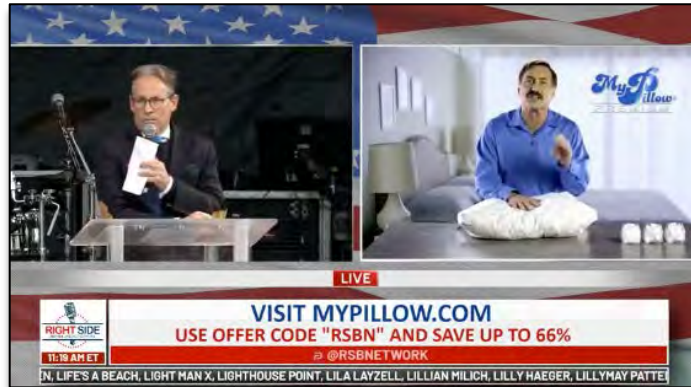 MyPillow
PREMIUM
LIVE
VISIT MYPILLOW.COM
USE OFFER CODE "RSBN" AND SAVE UP TO 66%
@RSBNETWORK
RIGHT SIDE
11:19 AM ET
EN, LIFE'S A BEACH, LIGHT MAN X, LIGHTHOUSE POINT, LILA LAYZELL, LILLIAN MILICH, LILLY HAEGER, LILLYMAY PATTE